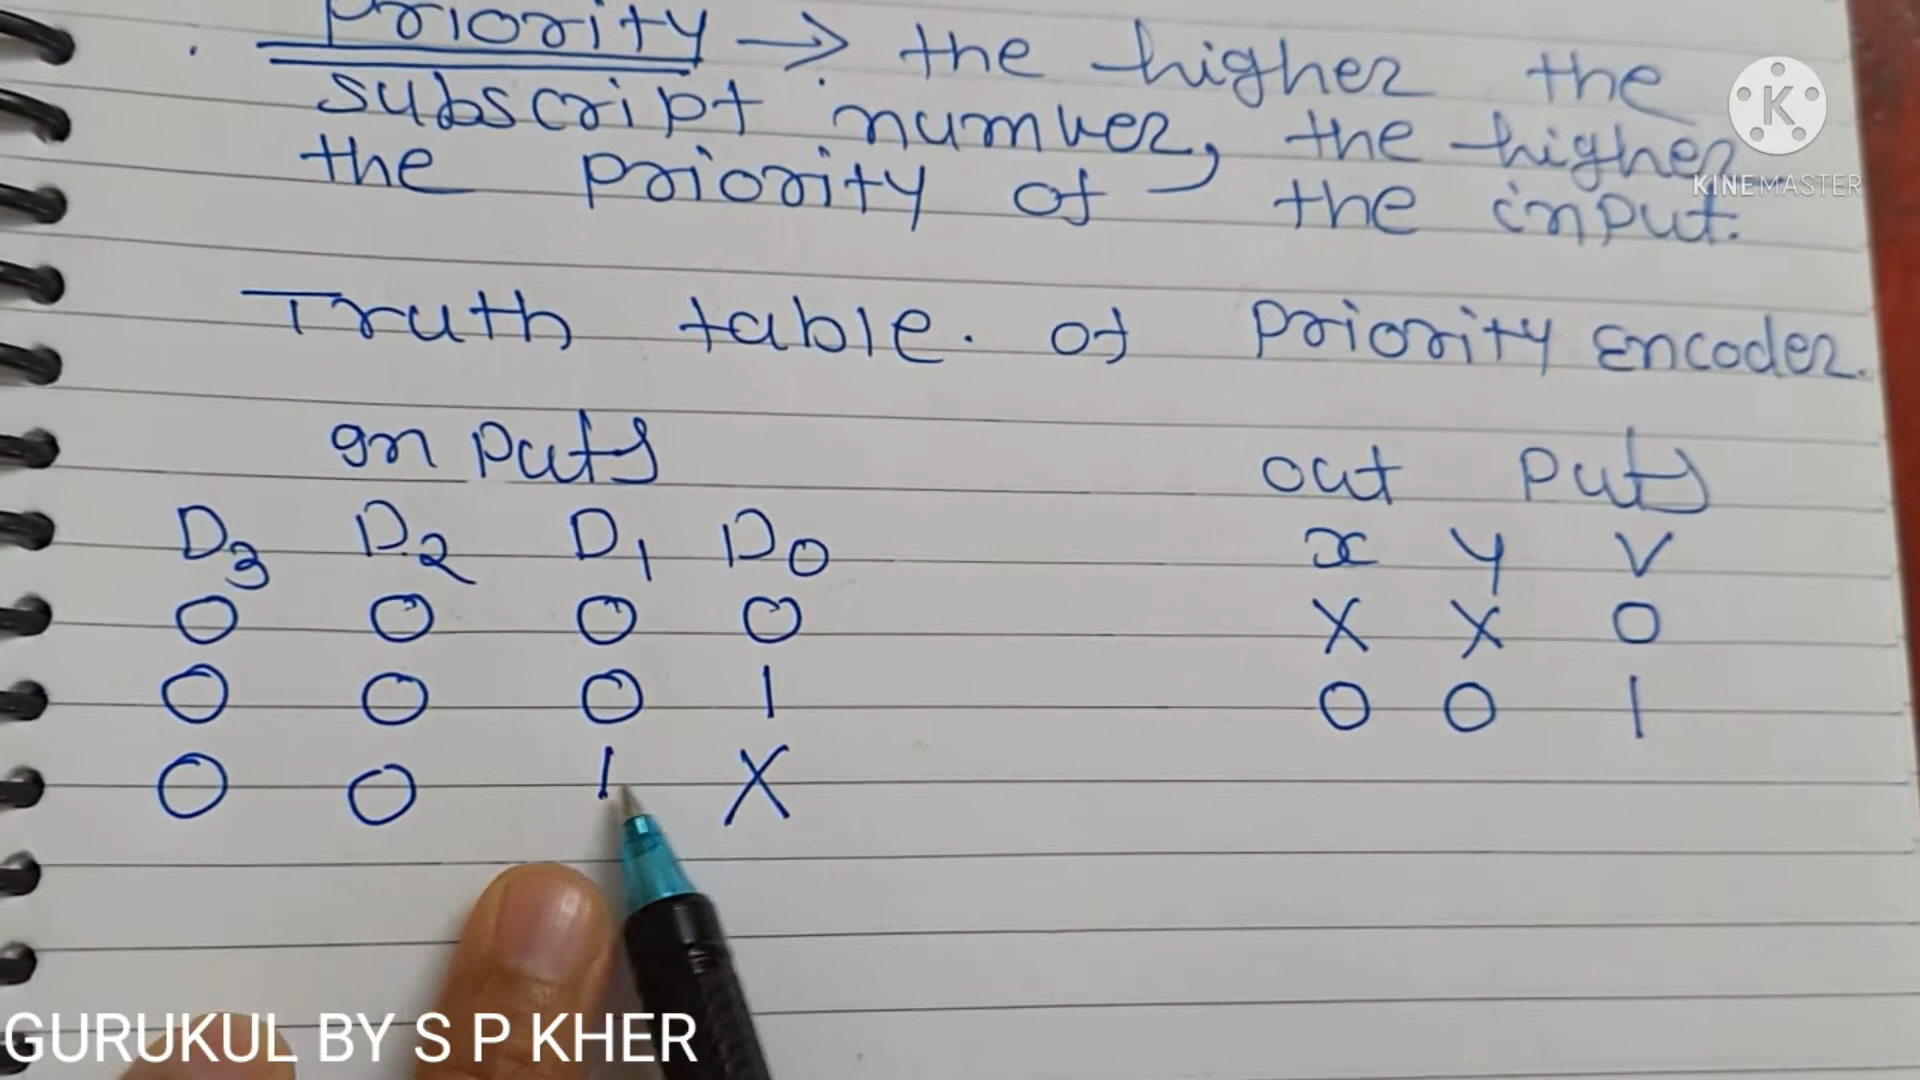 Priority → the higher the
subscript number, the higher
the priority of the input.
K
KINEMASTER
Truth table. of Priority Encoder.
Inputs out puts
D3 D2 D1 D0 x y V
0 0 0 0 X X 0
0 0 0 1 0 0 1
0 0 1 X
GURUKUL BY S P KHER